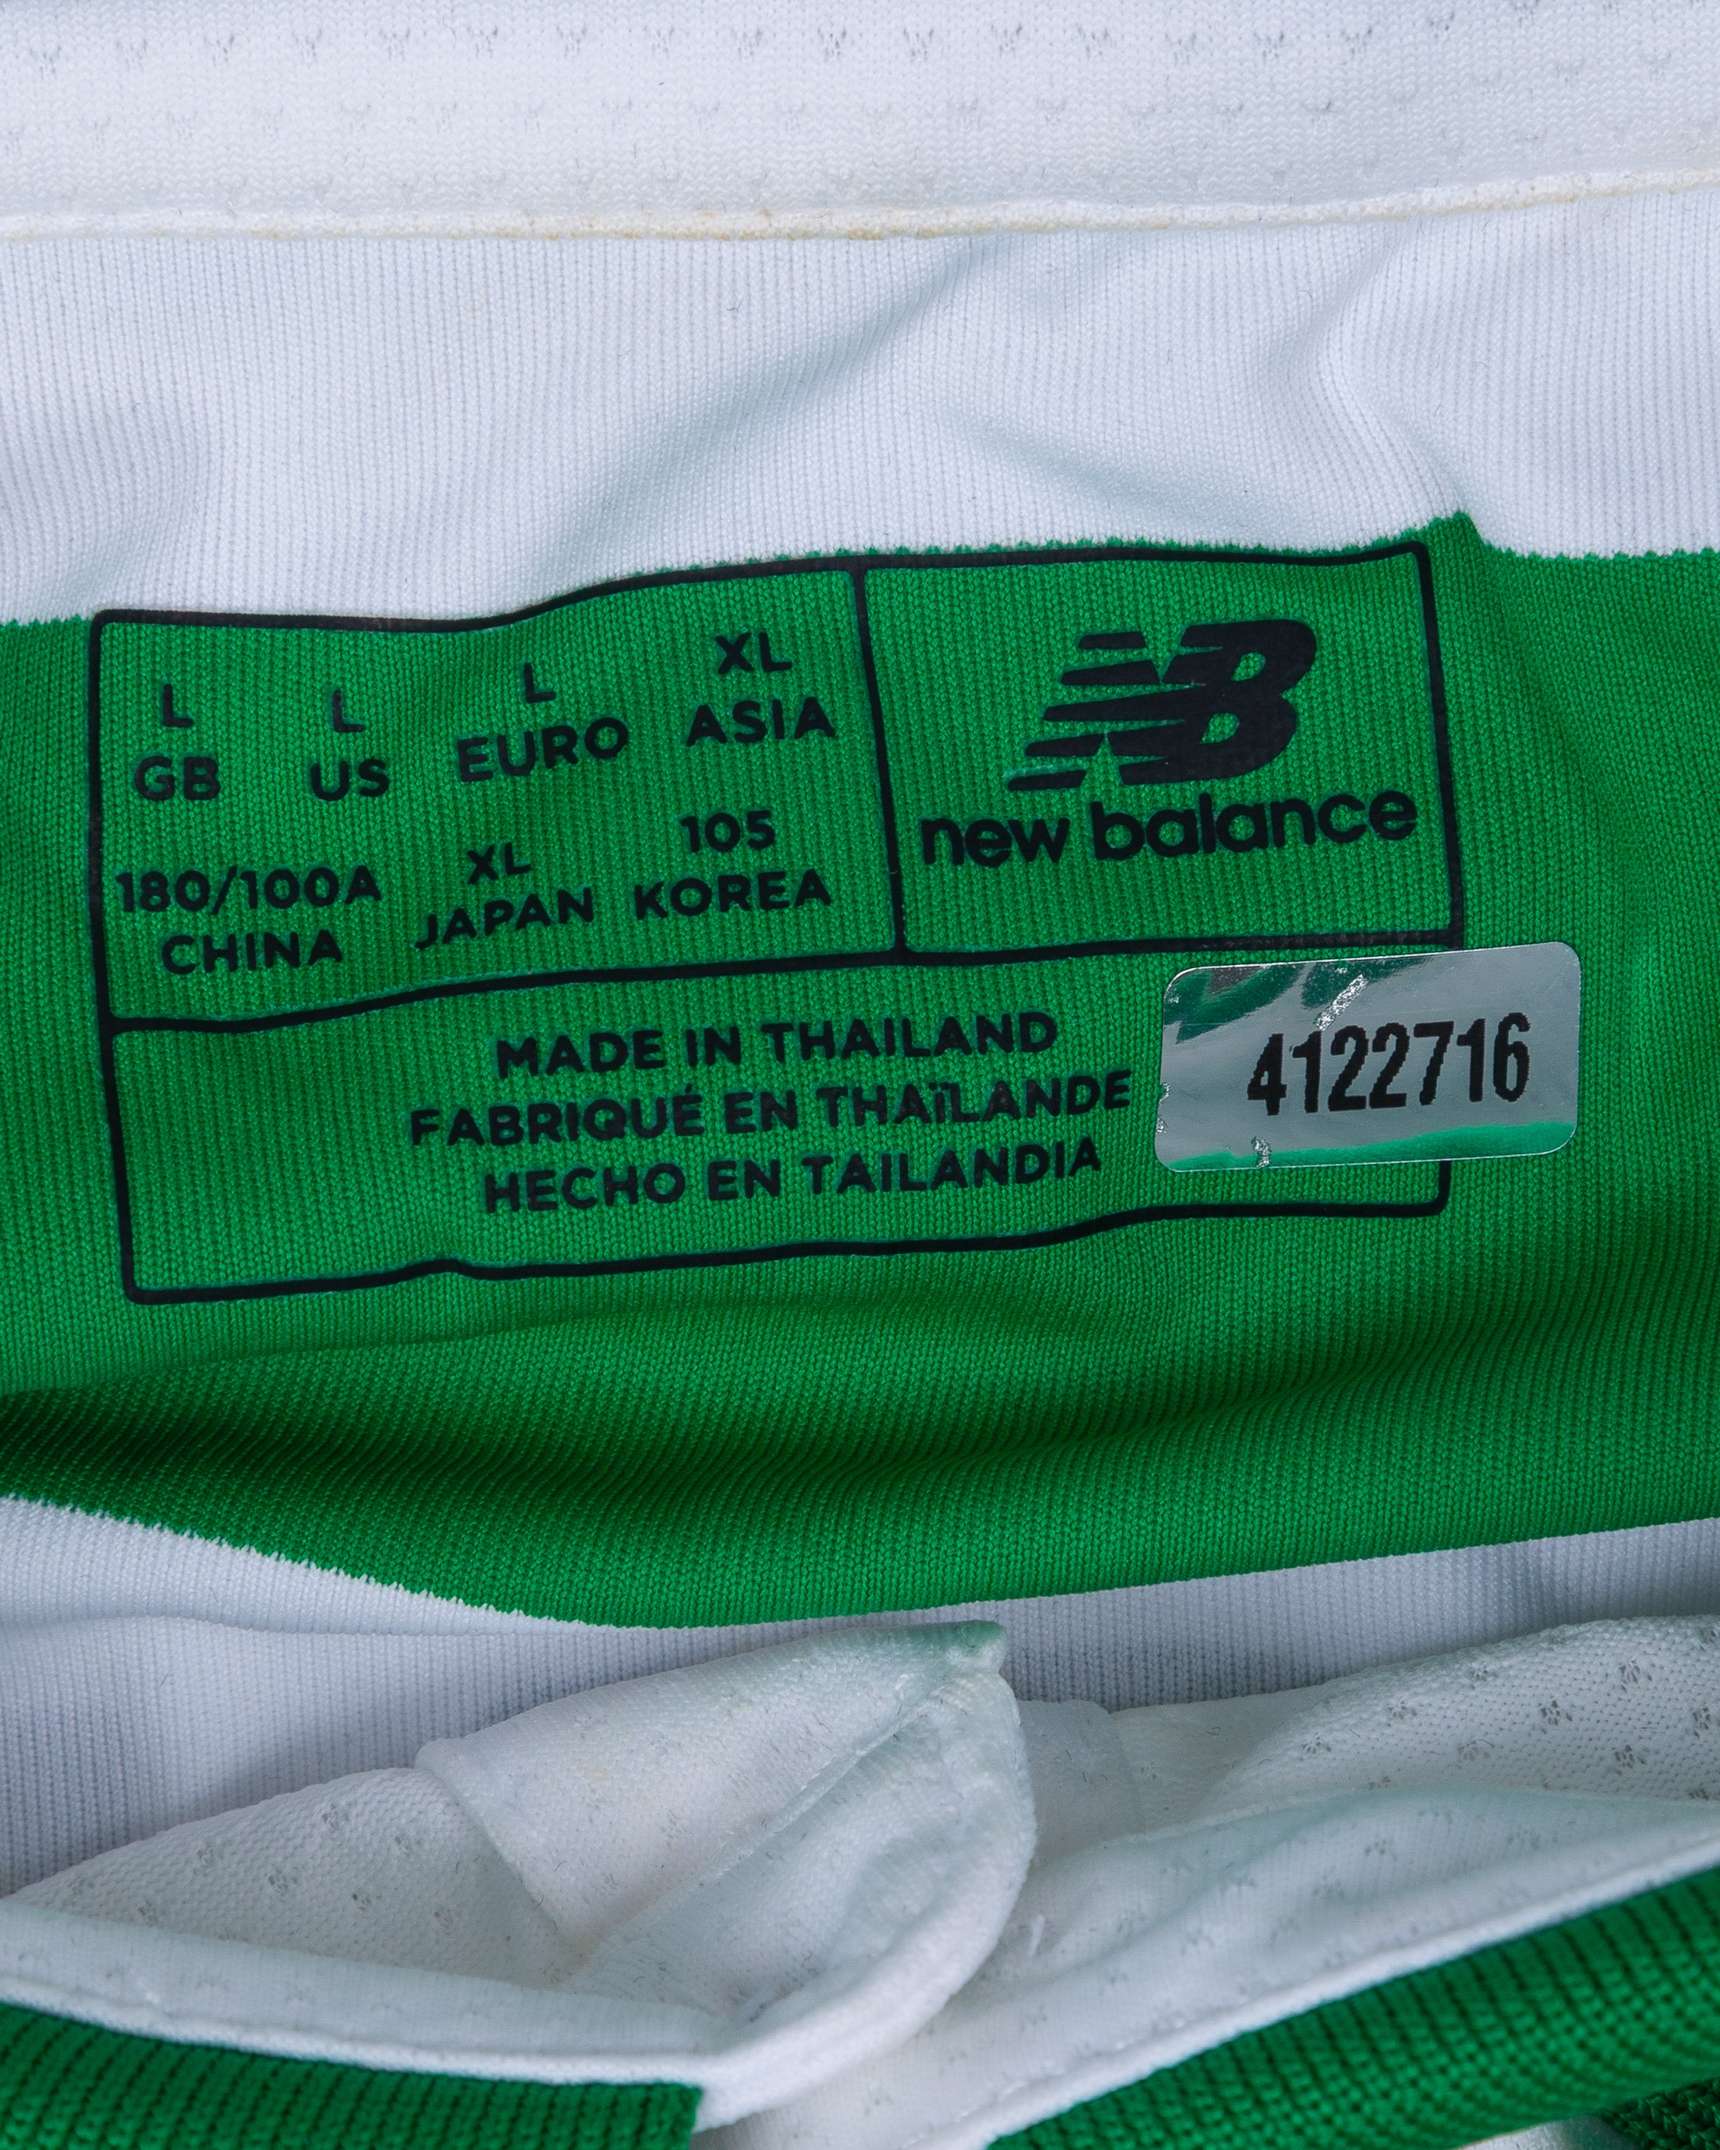 L L L XL
GB US EURO ASIA
180/100A XL 105
CHINA JAPAN KOREA
NB
new balance
MADE IN THAILAND
FABRIQUÉ EN THAÏLANDE
HECHO EN TAILANDIA
4122716